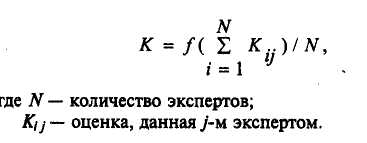 K = f( N Σ i = 1 K_ij ) / N,
где N — количество экспертов;
K_ij — оценка, данная j-м экспертом.